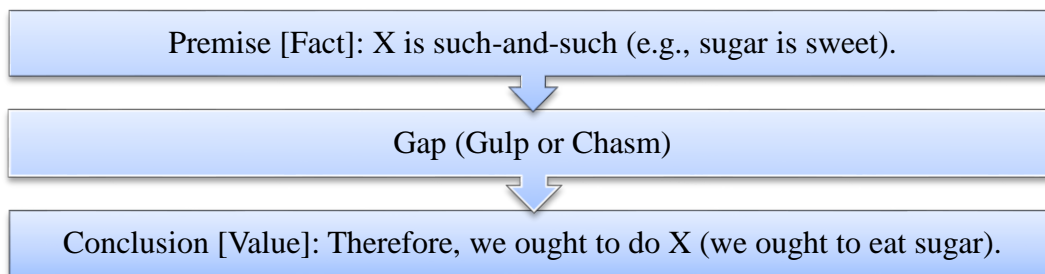 Premise [Fact]: X is such-and-such (e.g., sugar is sweet).
Gap (Gulp or Chasm)
Conclusion [Value]: Therefore, we ought to do X (we ought to eat sugar).